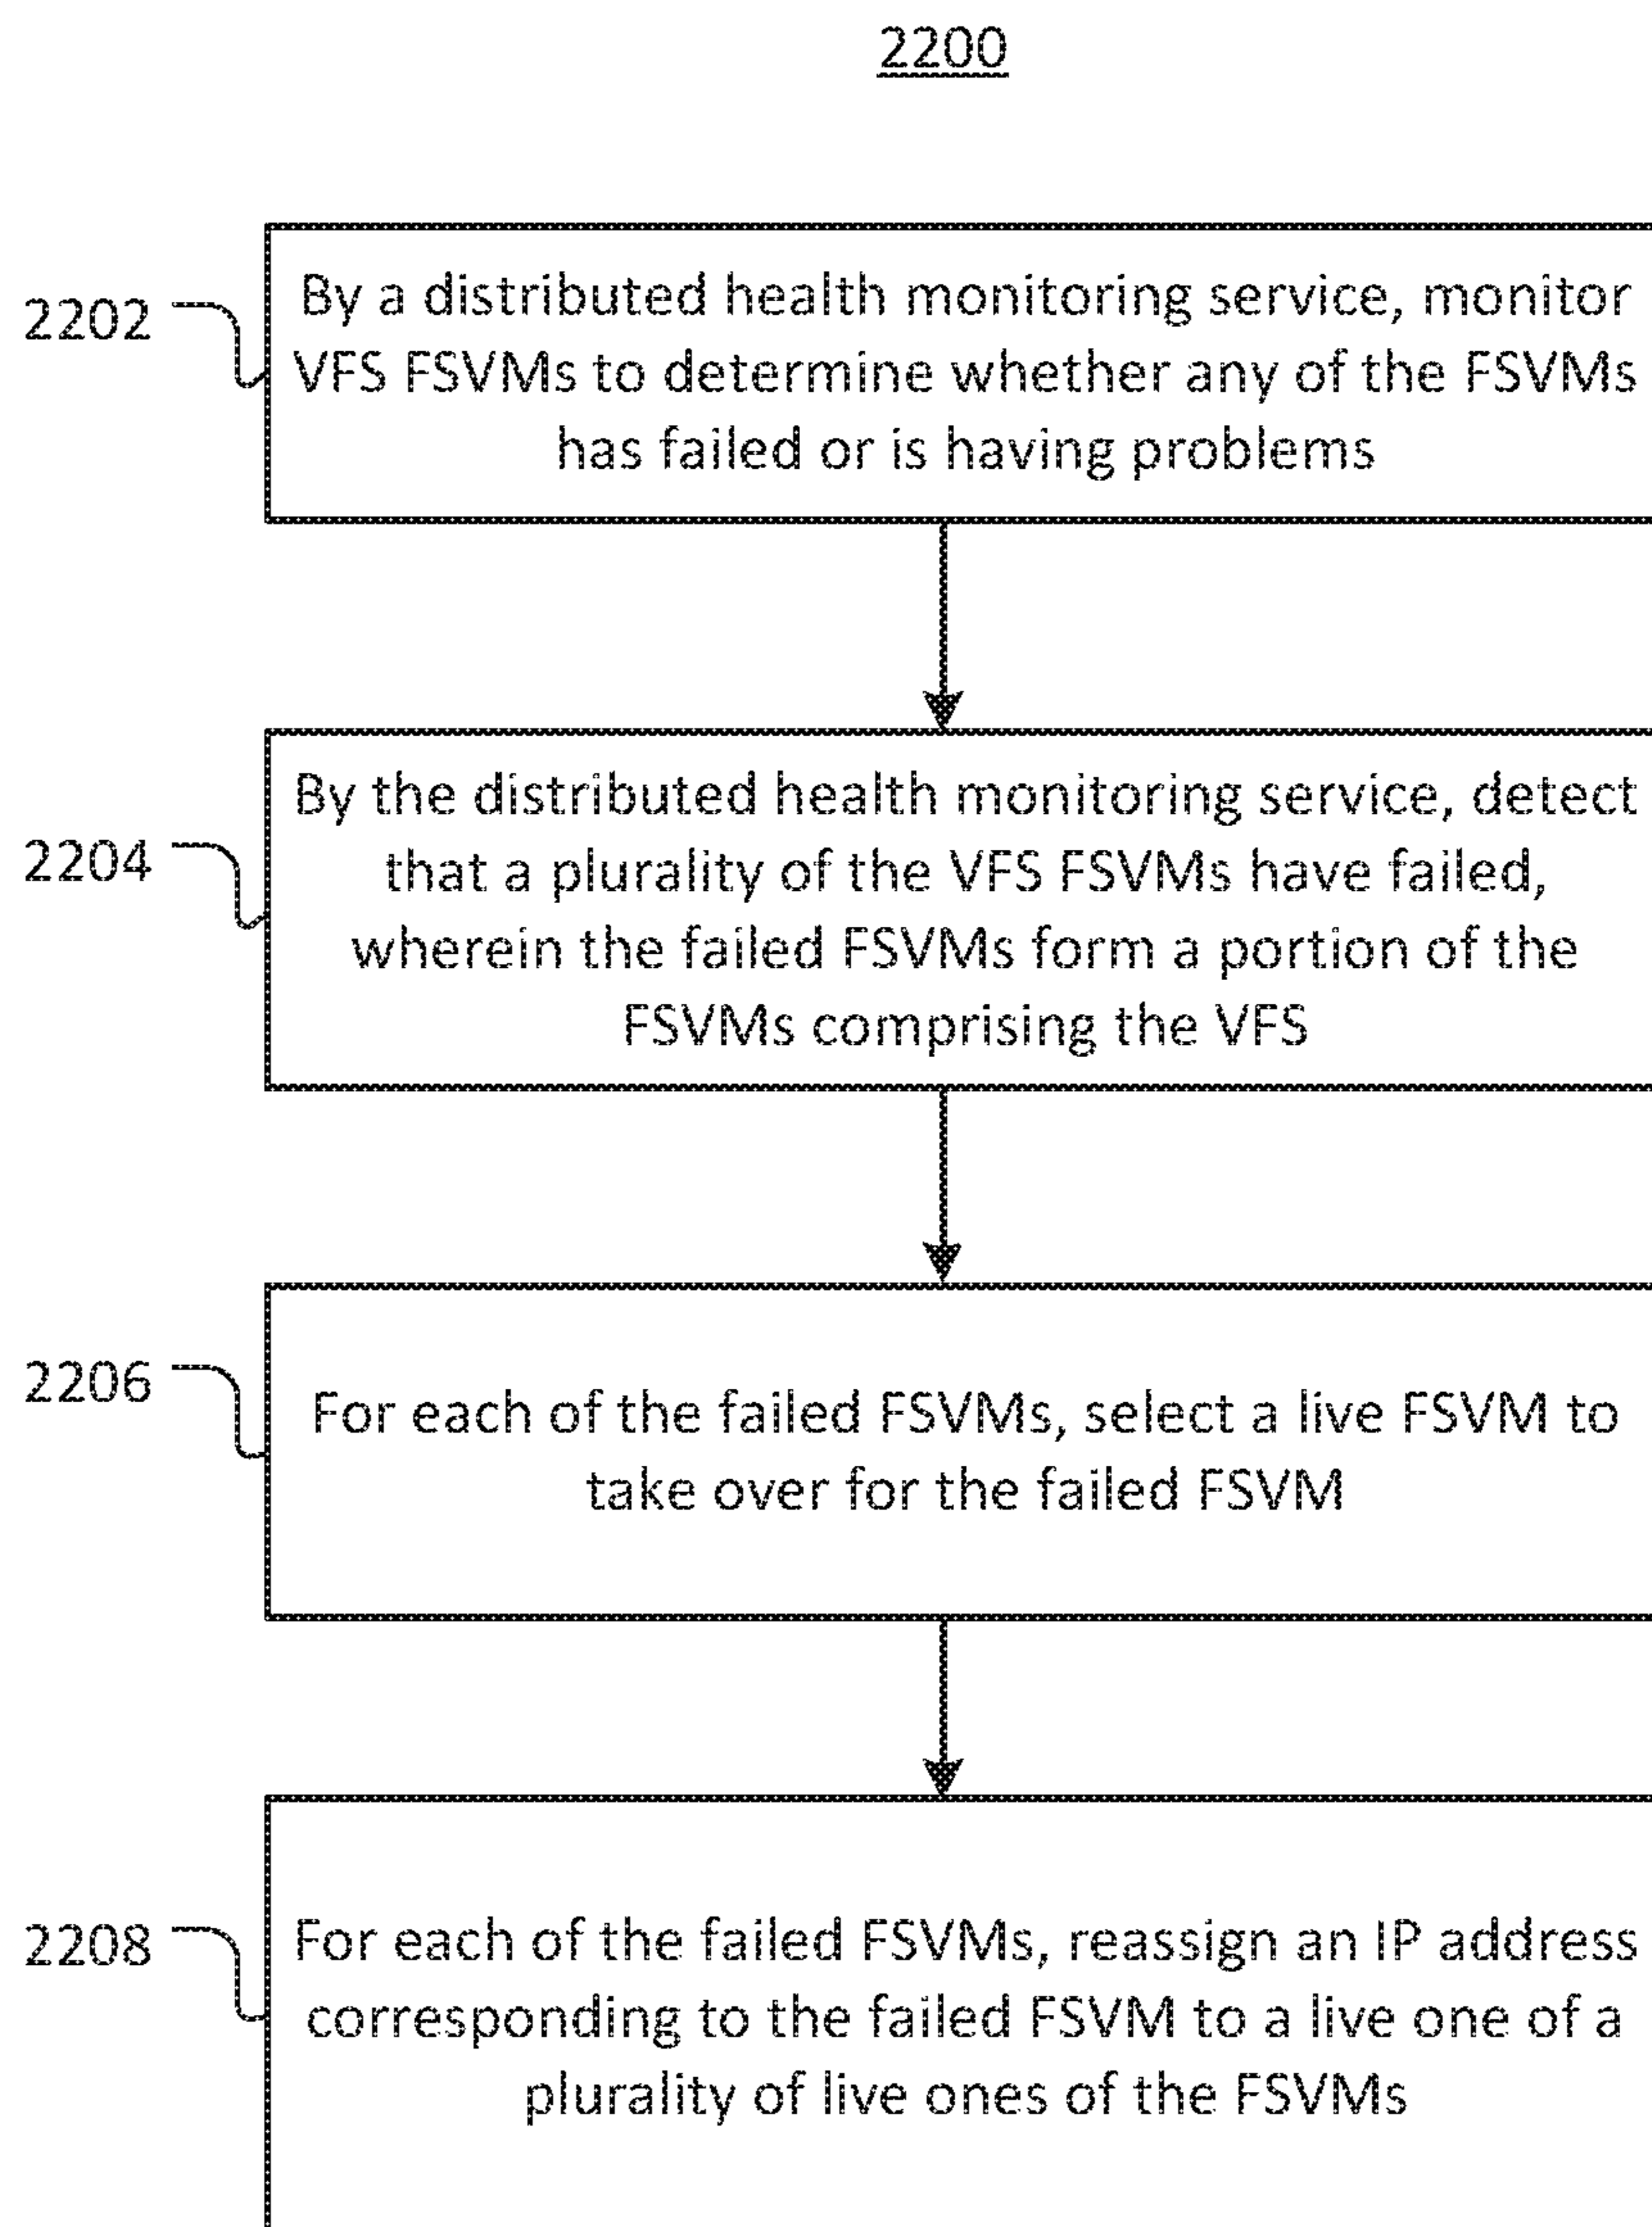 2200
2202
By a distributed health monitoring service, monitor
VFS FSVMs to determine whether any of the FSVMs
has failed or is having problems
2204
By the distributed health monitoring service, detect
that a plurality of the VFS FSVMs have failed,
wherein the failed FSVMs form a portion of the
FSVMs comprising the VFS
2206
For each of the failed FSVMs, select a live FSVM to
take over for the failed FSVM
2208
For each of the failed FSVMs, reassign an IP address
corresponding to the failed FSVM to a live one of a
plurality of live ones of the FSVMs